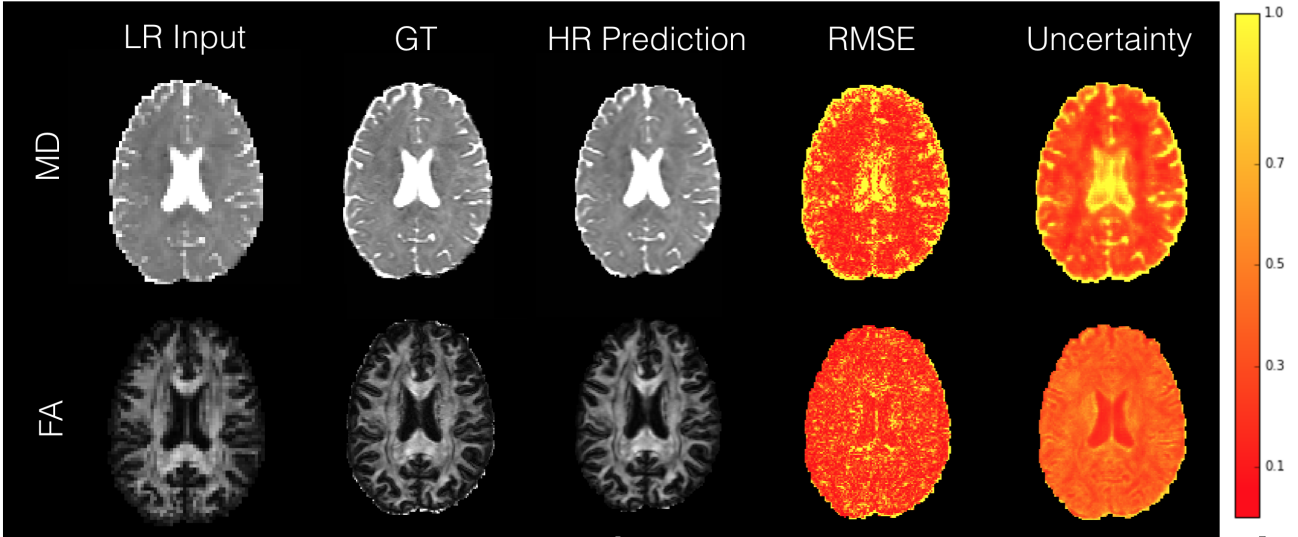 LR Input GT HR Prediction RMSE Uncertainty
MD
FA
1.0
0.7
0.5
0.3
0.1